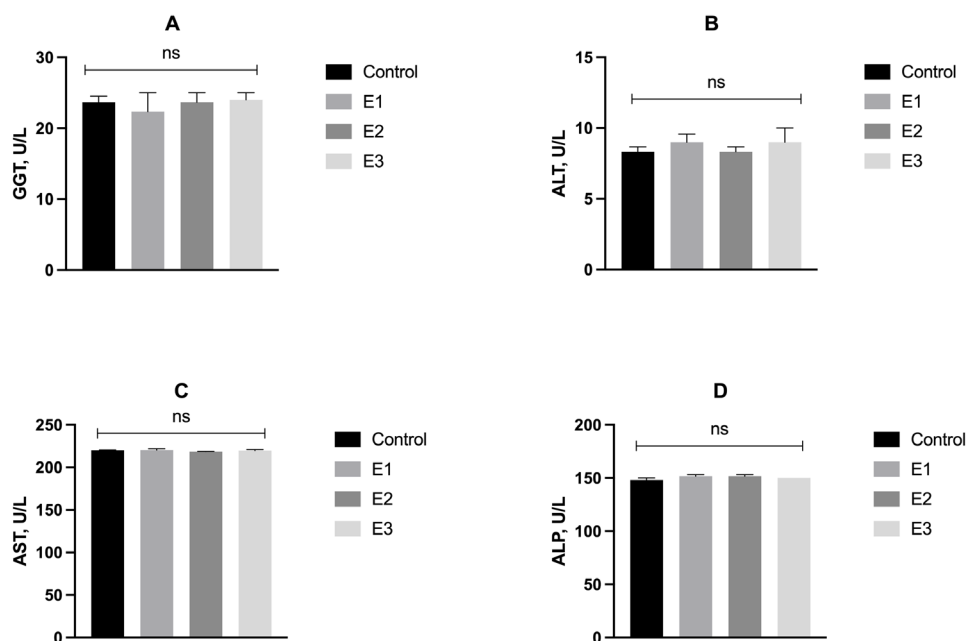 A
GGT, U/L
30
20
10
0
ns
Control
E1
E2
E3
B
ALT, U/L
15
10
5
0
ns
Control
E1
E2
E3
C
AST, U/L
250
200
150
100
50
0
ns
Control
E1
E2
E3
D
ALP, U/L
200
150
100
50
0
ns
Control
E1
E2
E3